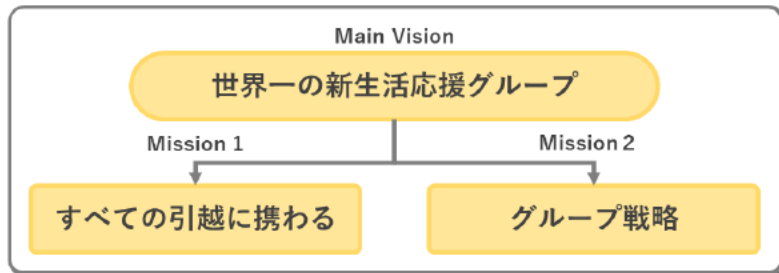 Main Vision
世界一の新生活応援グループ
Mission 1
Mission 2
すべての引越に携わる
グループ戦略